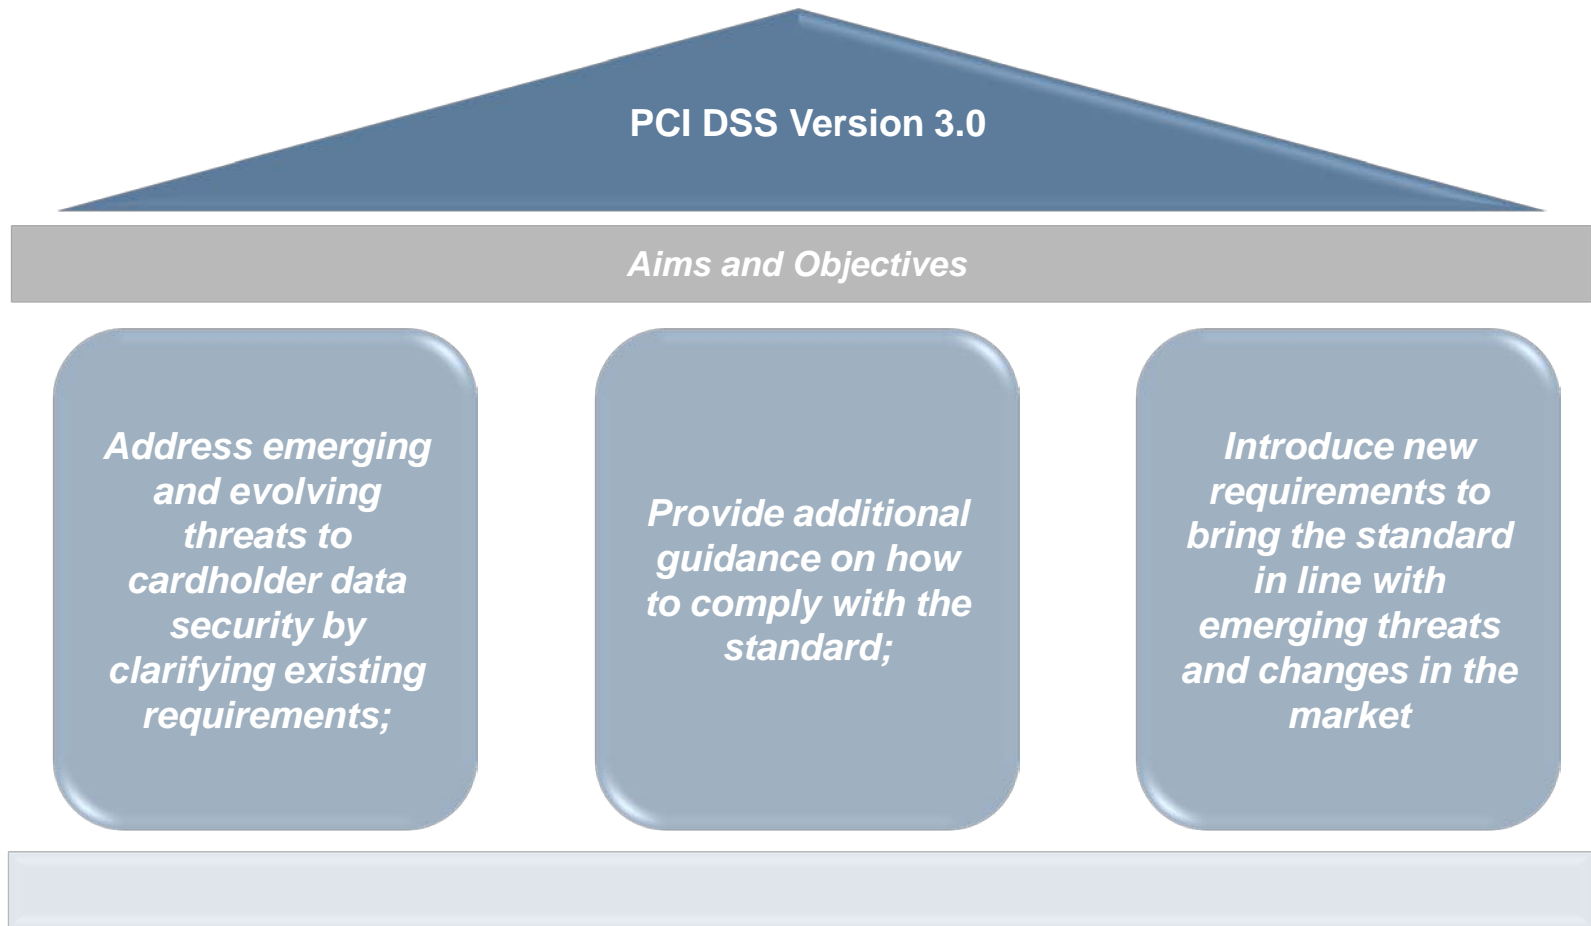 PCI DSS Version 3.0
Aims and Objectives
Address emerging
and evolving
threats to
cardholder data
security by
clarifying existing
requirements;
Provide additional
guidance on how
to comply with the
standard;
Introduce new
requirements to
bring the standard
in line with
emerging threats
and changes in the
market